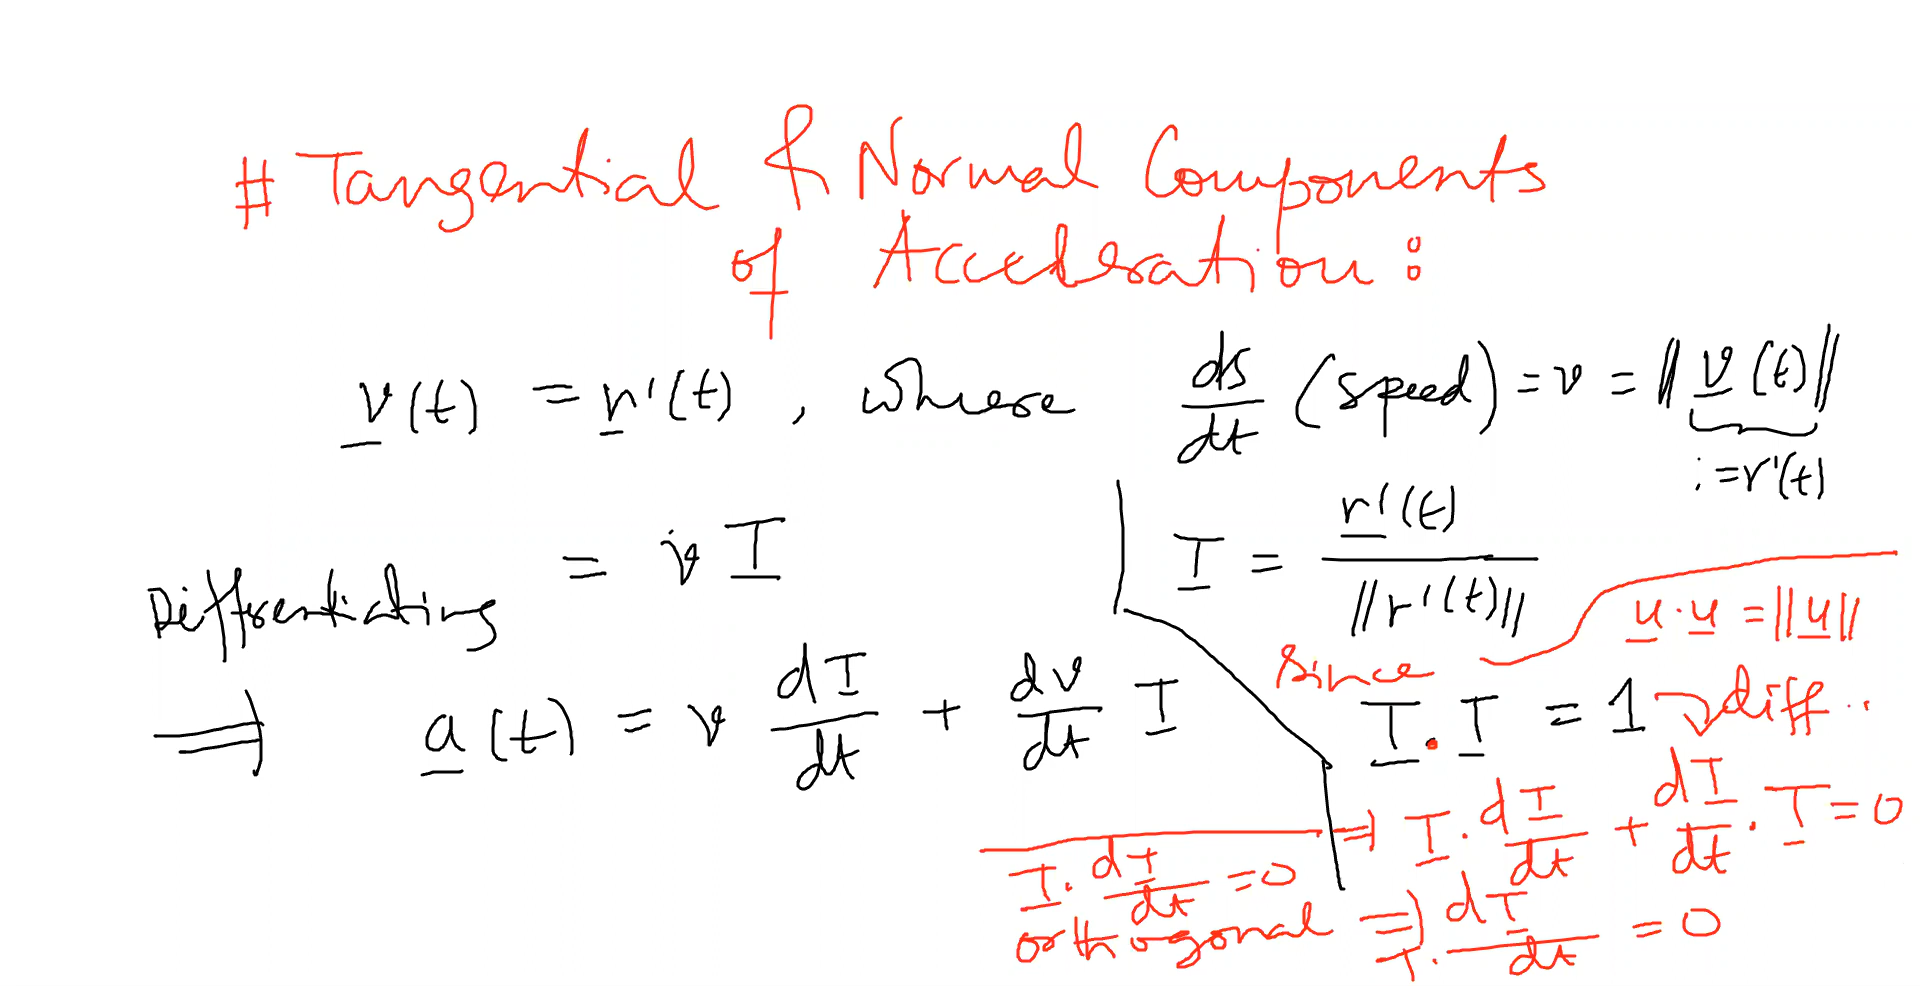 # Tangential & Normal Components
of Acceleration:
v(t) = r'(t), where ds/dt (speed) = v = ||v(t)||
:= r'(t)
= v T
T = r'(t) / ||r'(t)||
Differentiating
u · u = ||u||
since
⇒ a(t) = v dT/dt + dv/dt T
T · T = 1 ↷ diff..
⇒ T · dT/dt + dT/dt · T = 0
T · dT/dt = 0
orthogonal
⇒ T · dT/dt = 0